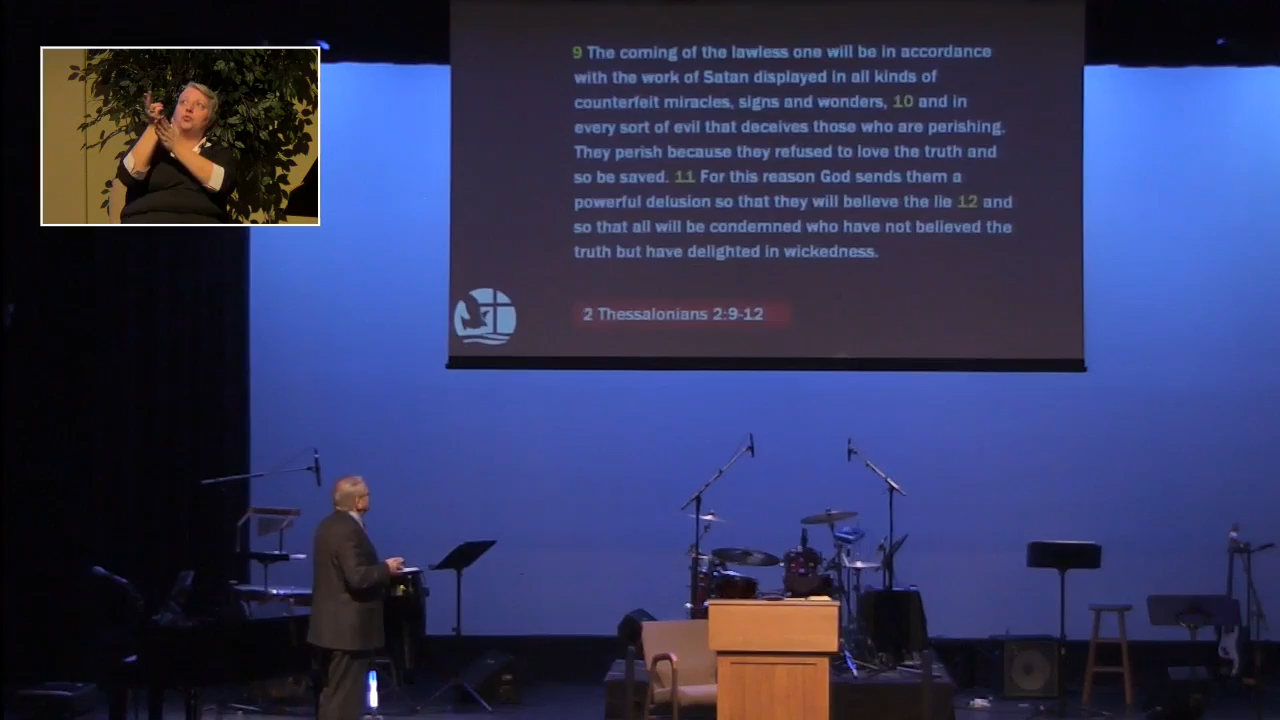 9 The coming of the lawless one will be in accordance
with the work of Satan displayed in all kinds of
counterfeit miracles, signs and wonders, 10 and in
every sort of evil that deceives those who are perishing.
They perish because they refused to love the truth and
so be saved. 11 For this reason God sends them a
powerful delusion so that they will believe the lie 12 and
so that all will be condemned who have not believed the
truth but have delighted in wickedness.
2 Thessalonians 2:9-12